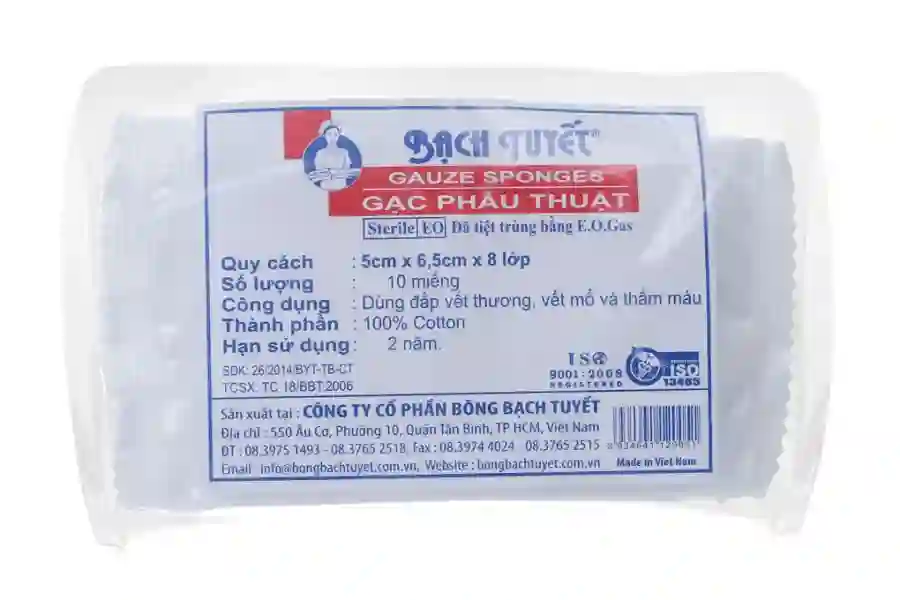 BẠCH TUYẾT®
GAUZE SPONGES
GẠC PHẪU THUẬT
Sterile EO Đã tiệt trùng bằng E.O.Gas
Quy cách : 5cm x 6,5cm x 8 lớp
Số lượng : 10 miếng
Công dụng : Dùng đắp vết thương, vết mổ và thấm máu
Thành phần : 100% Cotton
Hạn sử dụng : 2 năm.
SĐK: 26/2014/BYT-TB-CT
TCSX: TC 18/BBT:2006
ISO
9001:2008
REGISTERED
ISO
13485
Sản xuất tại : CÔNG TY CỔ PHẦN BÔNG BẠCH TUYẾT
Địa chỉ : 550 Âu Cơ, Phường 10, Quận Tân Bình, TP HCM, Việt Nam
ĐT : 08.3975 1493 - 08.3765 2518, Fax : 08.3974 4024 08.3765 2515
Email info@bongbachtuyet.com.vn, Website : bongbachtuyet.com.vn
Made in Viet Nam